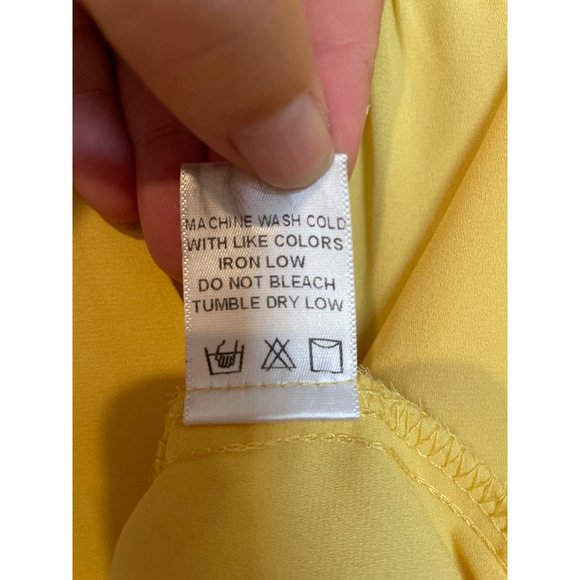 MACHINE WASH COLD
WITH LIKE COLORS
IRON LOW
DO NOT BLEACH
TUMBLE DRY LOW